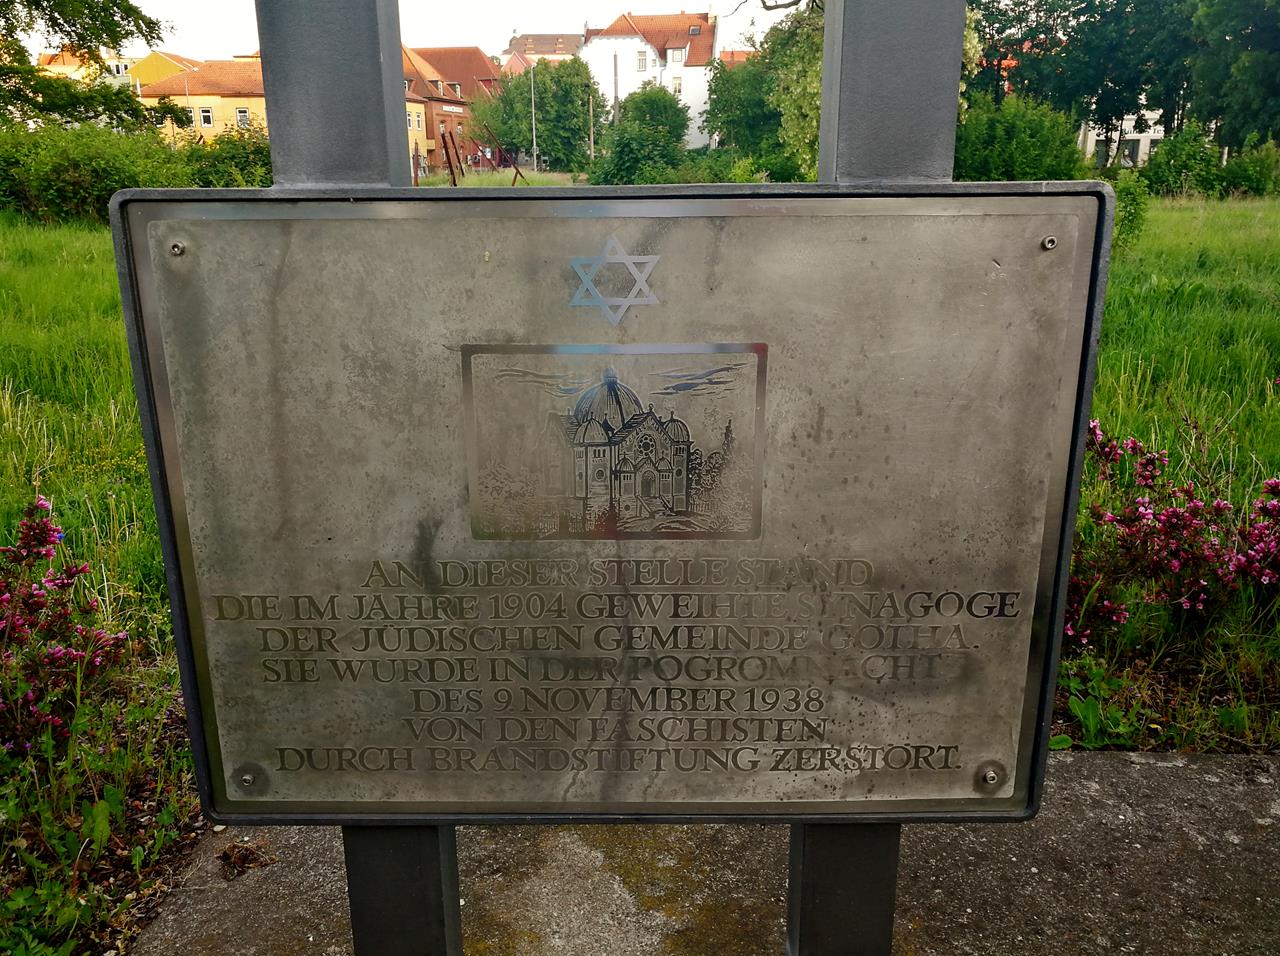 AN DIESER STELLE STAND
DIE IM JAHRE 1904 GEWEIHTE SYNAGOGE
DER JÜDISCHEN GEMEINDE GOTHA.
SIE WURDE IN DER POGROMNACHT
DES 9. NOVEMBER 1938
VON DEN FASCHISTEN
DURCH BRANDSTIFTUNG ZERSTÖRT.